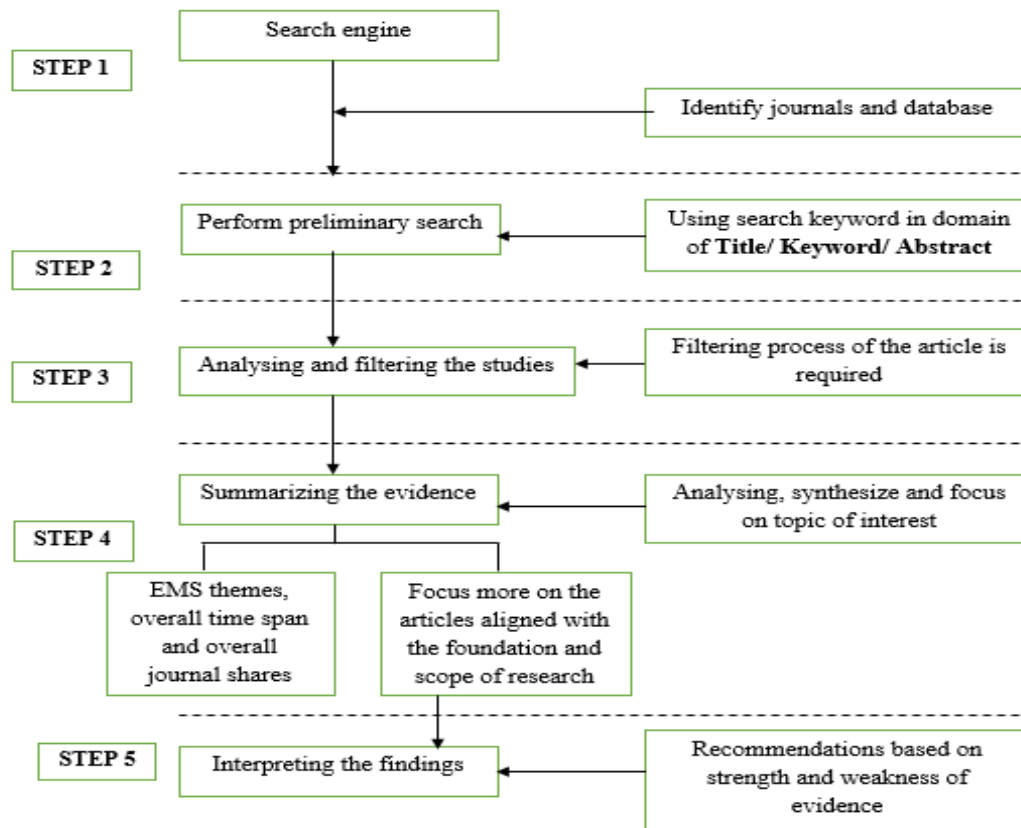 Search engine
STEP 1
Identify journals and database
Perform preliminary search
Using search keyword in domain
of Title/ Keyword/ Abstract
STEP 2
Analysing and filtering the studies
Filtering process of the article is
required
STEP 3
Summarizing the evidence
Analysing, synthesize and focus
on topic of interest
STEP 4
EMS themes,
overall time span
and overall
journal shares
Focus more on the
articles aligned with
the foundation and
scope of research
STEP 5
Interpreting the findings
Recommendations based on
strength and weakness of
evidence